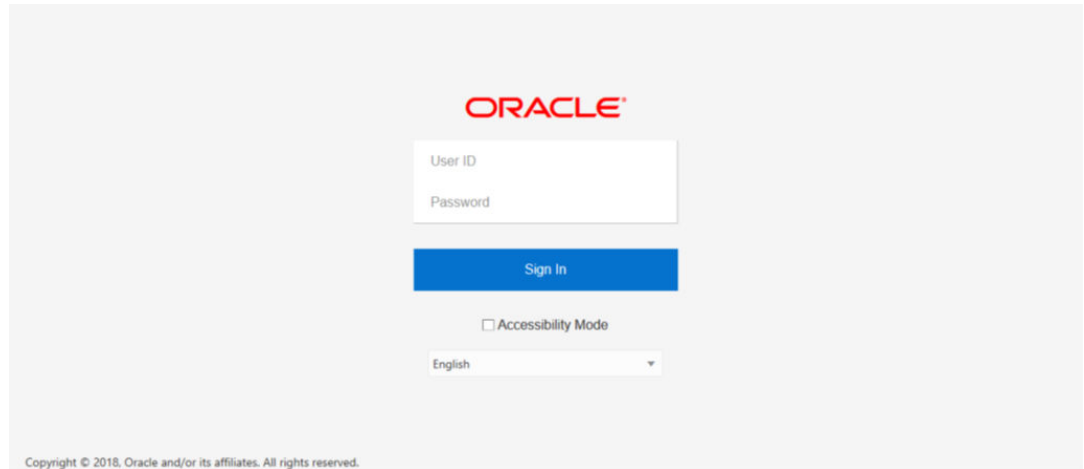 ORACLE®
User ID
Password
Sign In
Accessibility Mode
English
Copyright © 2018, Oracle and/or its affiliates. All rights reserved.